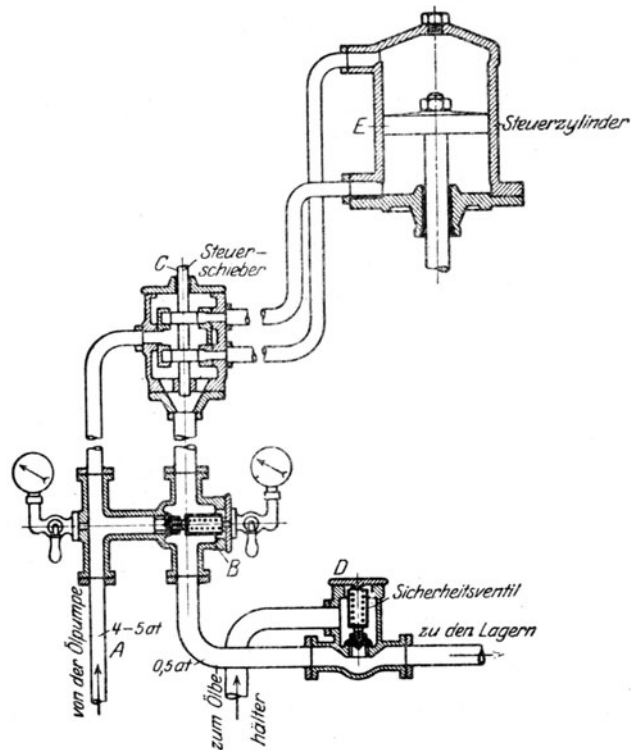 E
Steuerzylinder
C
Steuer-
schieber
B
D
Sicherheitsventil
von der Ölpumpe
4-5at
A
0,5at
zu den Lagern
zum Ölbe
hälter